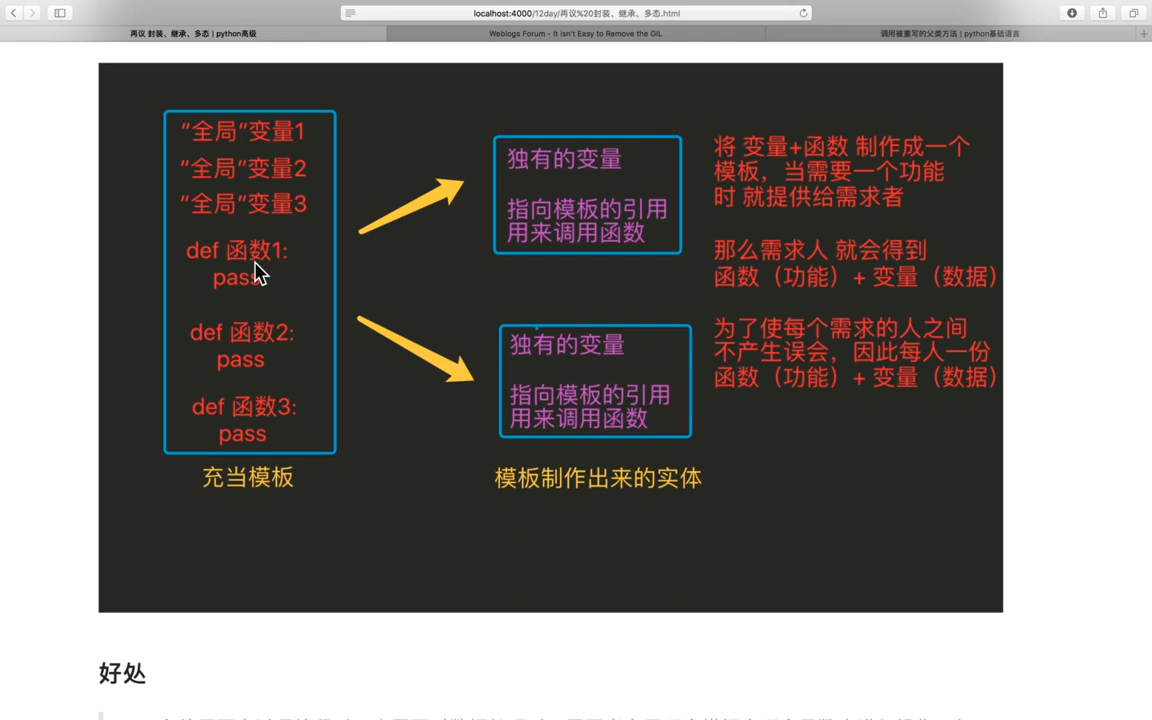 localhost:4000/12day/再议%20封装、继承、多态.html
再议 封装、继承、多态 | python高级
Weblogs Forum - It isn't Easy to Remove the GIL
调用被重写的父类方法 | python基础语言
“全局”变量1
“全局”变量2
“全局”变量3
def 函数1:
pass
def 函数2:
pass
def 函数3:
pass
充当模板
独有的变量
指向模板的引用
用来调用函数
独有的变量
指向模板的引用
用来调用函数
模板制作出来的实体
将 变量+函数 制作成一个
模板，当需要一个功能
时 就提供给需求者
那么需求人 就会得到
函数（功能）+ 变量（数据）
为了使每个需求的人之间
不产生误会，因此每人一份
函数（功能）+ 变量（数据）
好处